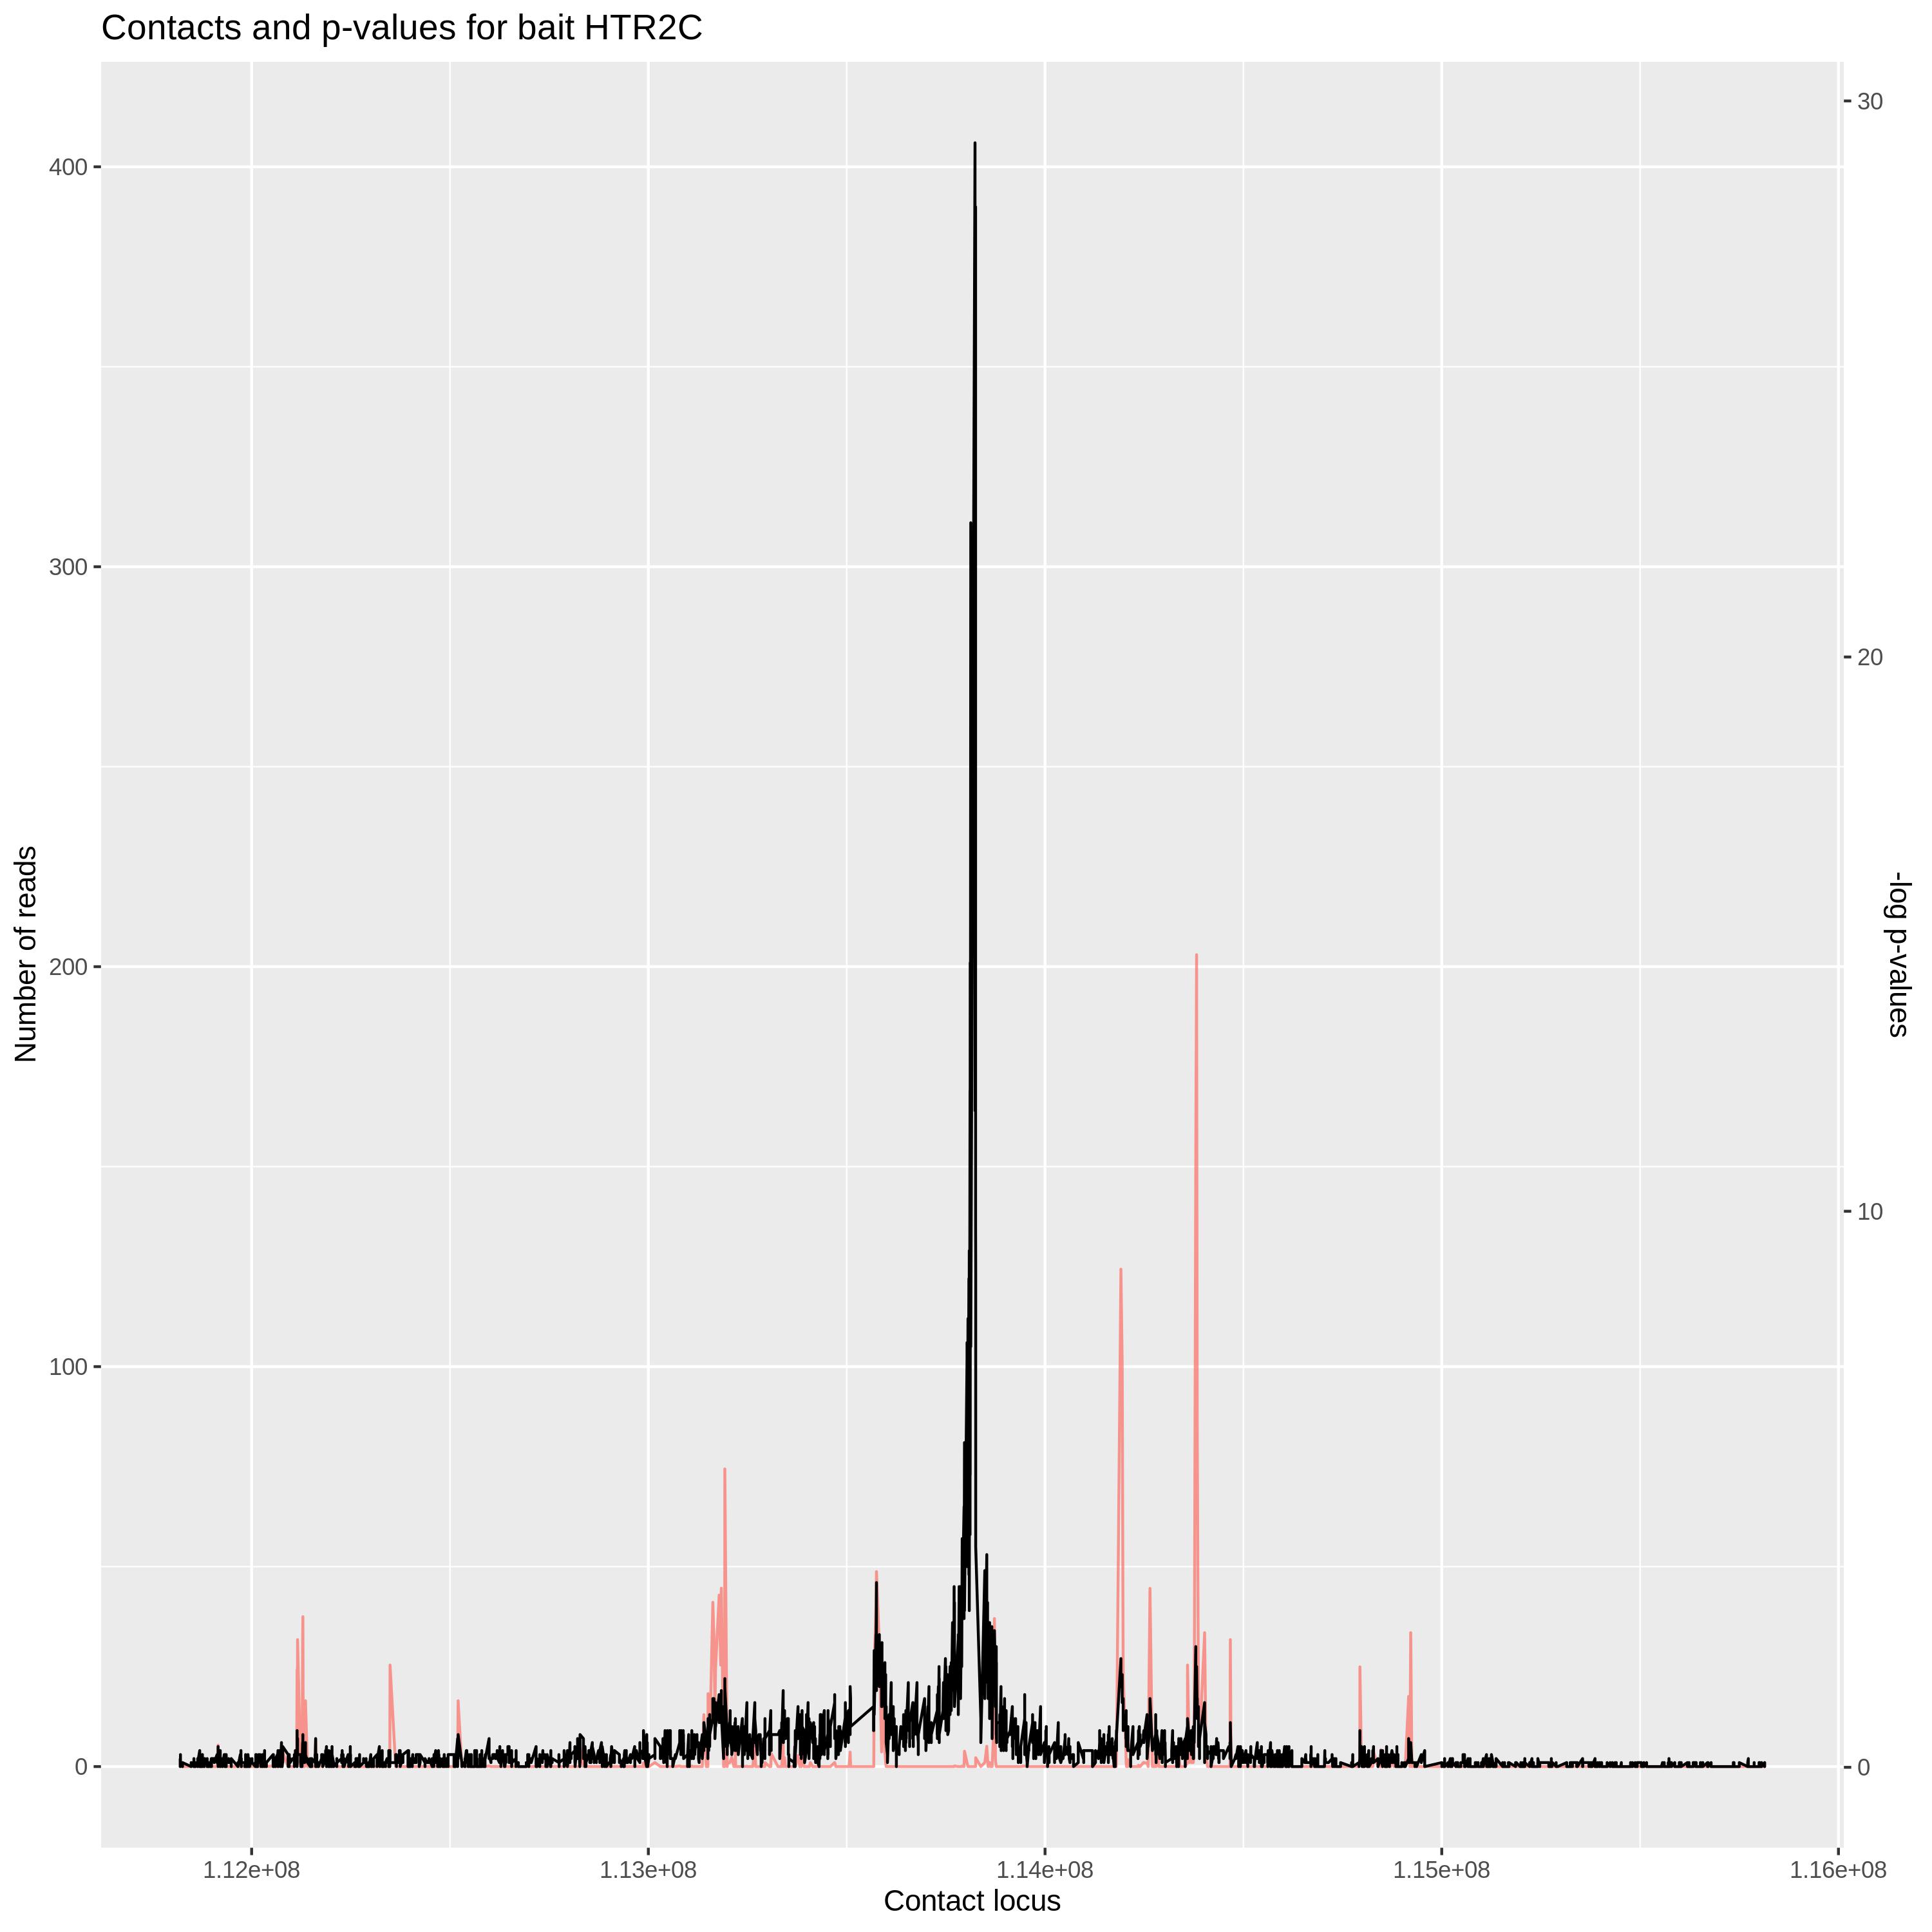 Contacts and p-values for bait HTR2C
400
300
200
100
0
Number of reads
30
20
10
0
-log p-values
1.12e+08
1.13e+08
1.14e+08
1.15e+08
1.16e+08
Contact locus